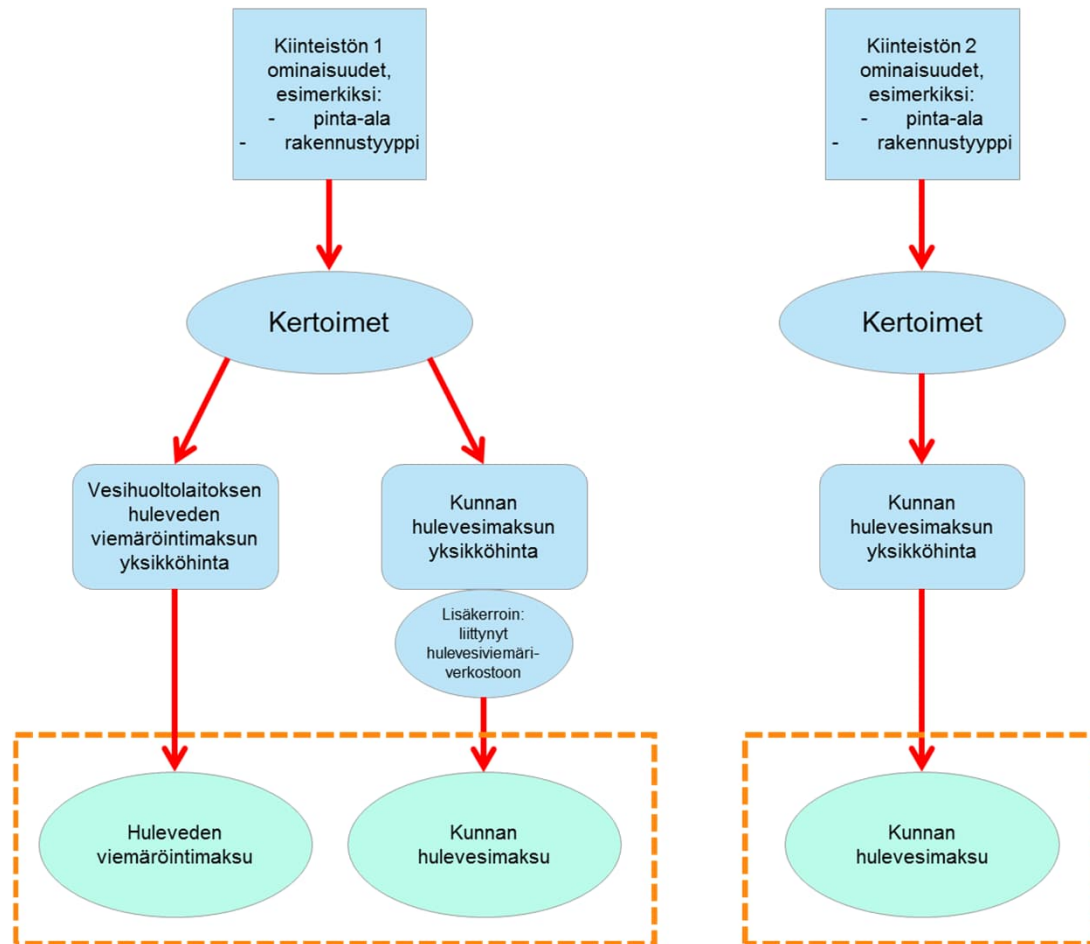 Kiinteistön 1
ominaisuudet,
esimerkiksi:
- pinta-ala
- rakennustyyppi
Kiinteistön 2
ominaisuudet,
esimerkiksi:
- pinta-ala
- rakennustyyppi
Kertoimet
Kertoimet
Vesihuoltolaitoksen
huleveden
viemäröintimaksun
yksikköhinta
Kunnan
hulevesimaksun
yksikköhinta
Kunnan
hulevesimaksun
yksikköhinta
Lisäkerroin:
liittynyt
hulevesiviemäri-
verkostoon
Huleveden
viemäröintimaksu
Kunnan
hulevesimaksu
Kunnan
hulevesimaksu